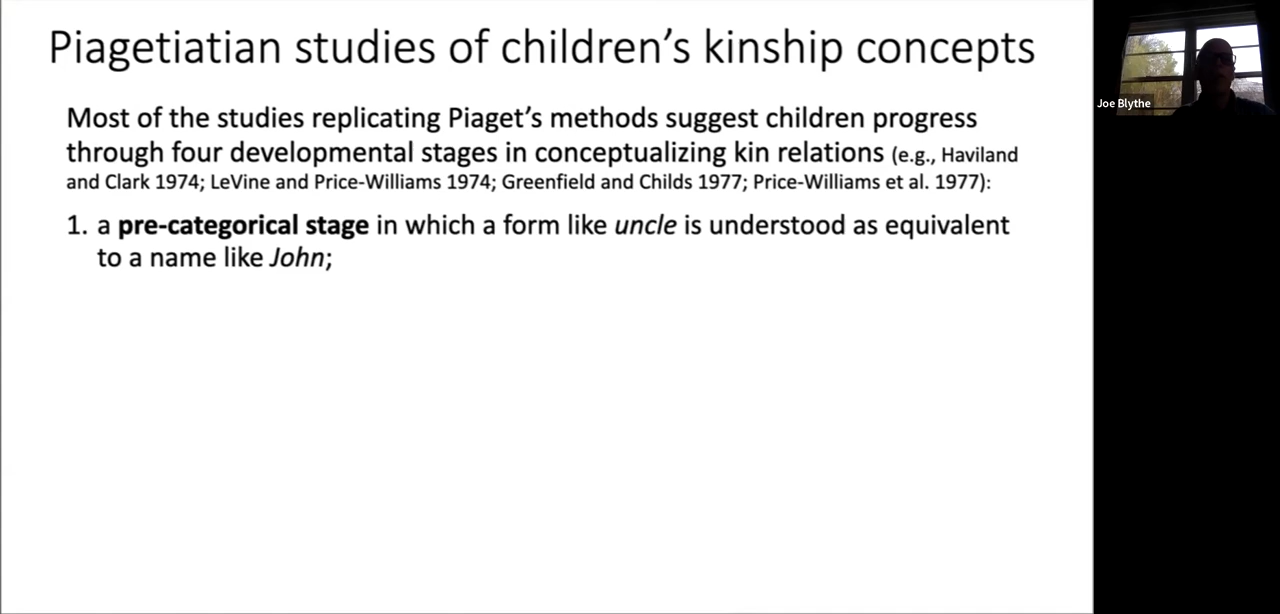 Piagetiatian studies of children’s kinship concepts
Most of the studies replicating Piaget’s methods suggest children progress
through four developmental stages in conceptualizing kin relations (e.g., Haviland
and Clark 1974; LeVine and Price-Williams 1974; Greenfield and Childs 1977; Price-Williams et al. 1977):
1. a pre-categorical stage in which a form like uncle is understood as equivalent
to a name like John;
Joe Blythe